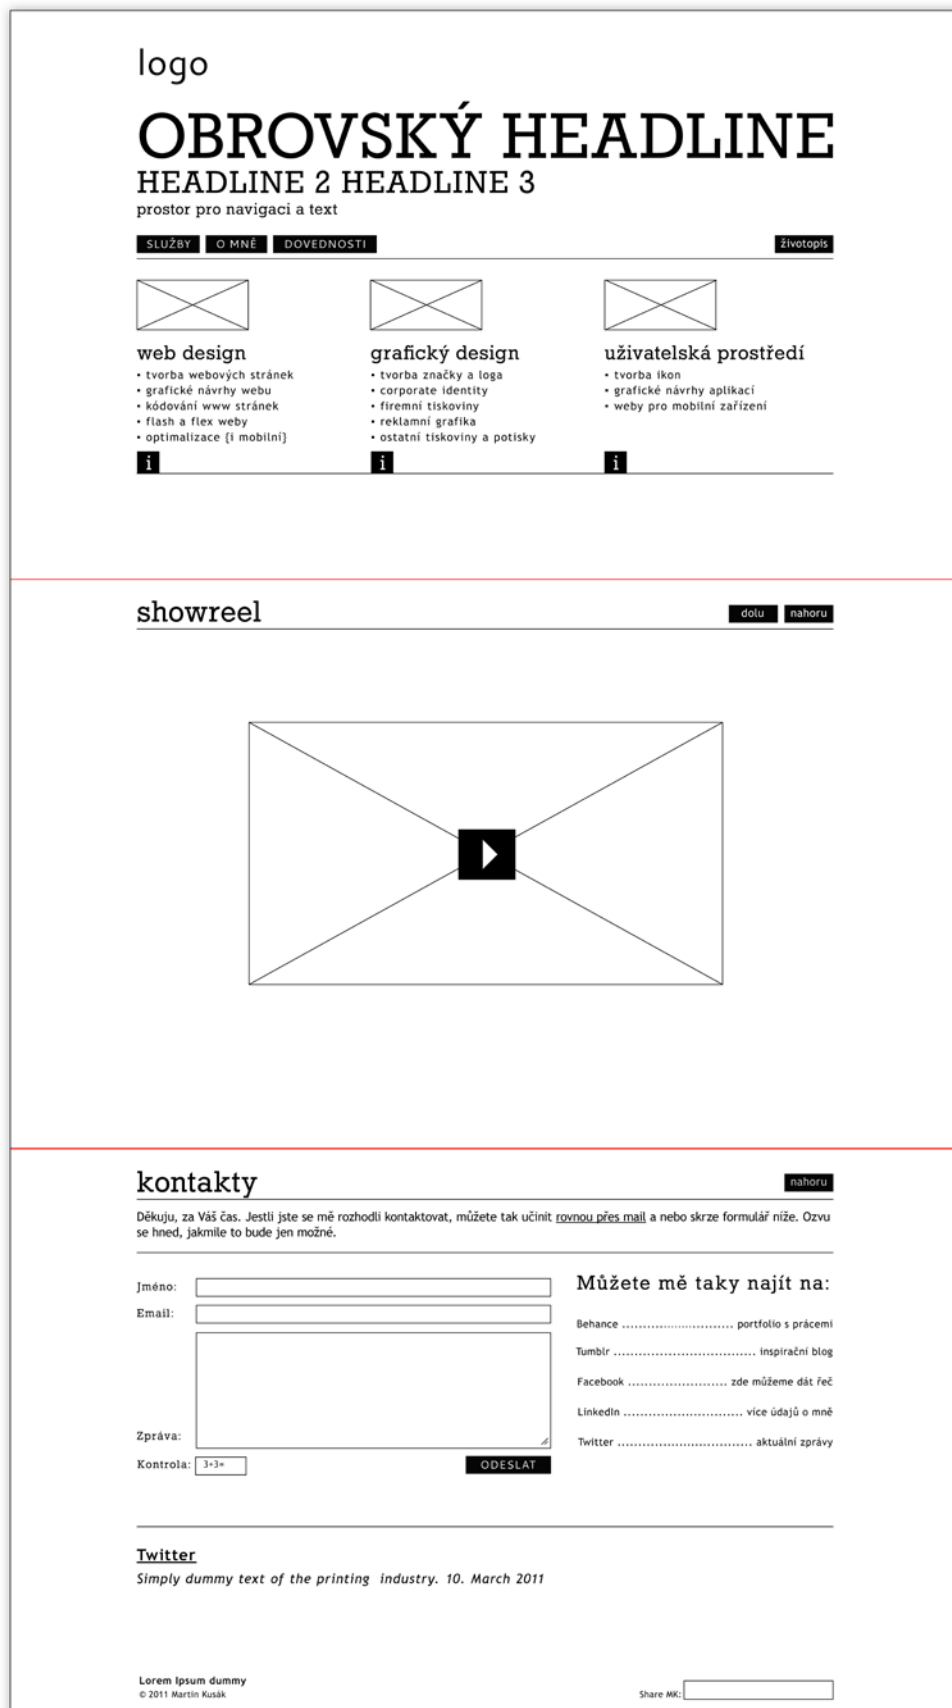 logo
OBROVSKÝ HEADLINE
HEADLINE 2 HEADLINE 3
prostor pro navigaci a text
SLUŽBY O MNĚ DOVEDNOSTI životopis
web design
• tvorba webových stránek
• grafické návrhy webu
• kódování www stránek
• flash a flex weby
• optimalizace {i mobilní}
i
grafický design
• tvorba značky a loga
• corporate identity
• firemní tiskoviny
• reklamní grafika
• ostatní tiskoviny a potisky
i
uživatelská prostředí
• tvorba ikon
• grafické návrhy aplikací
• weby pro mobilní zařízení
i
showreel
dolu nahoru
kontakty
nahoru
Děkuju, za Váš čas. Jestli jste se mě rozhodli kontaktovat, můžete tak učinit rovnou přes mail a nebo skrze formulář níže. Ozvu
se hned, jakmile to bude jen možné.
Jméno:
Email:
Zpráva:
Kontrola: 3+3=
ODESLAT
Můžete mě taky najít na:
Behance ........................... portfolio s prácemi
Tumblr .................................. inspirační blog
Facebook ........................ zde můžeme dát řeč
LinkedIn ............................. více údajů o mně
Twitter ................................ aktuální zprávy
Twitter
Simply dummy text of the printing industry. 10. March 2011
Lorem Ipsum dummy
© 2011 Martin Kusák
Share MK: